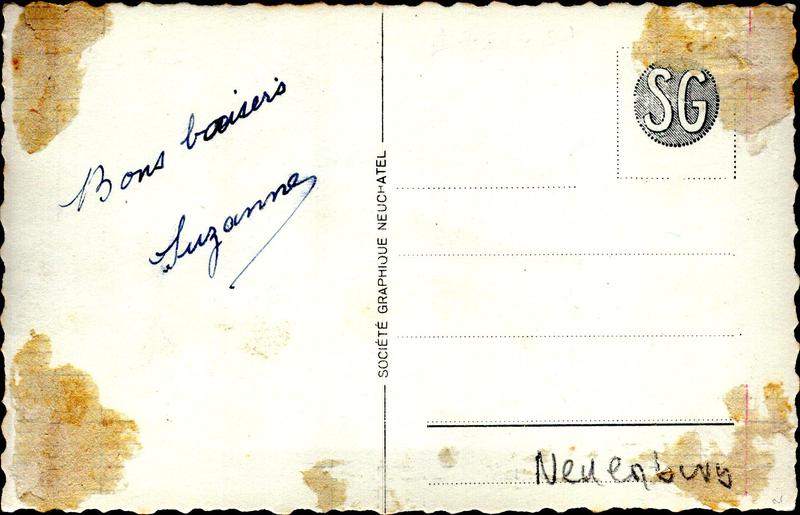 Bons baisers
Suzanne
SOCIÉTÉ GRAPHIQUE NEUCHATEL
SG
Neuenburg